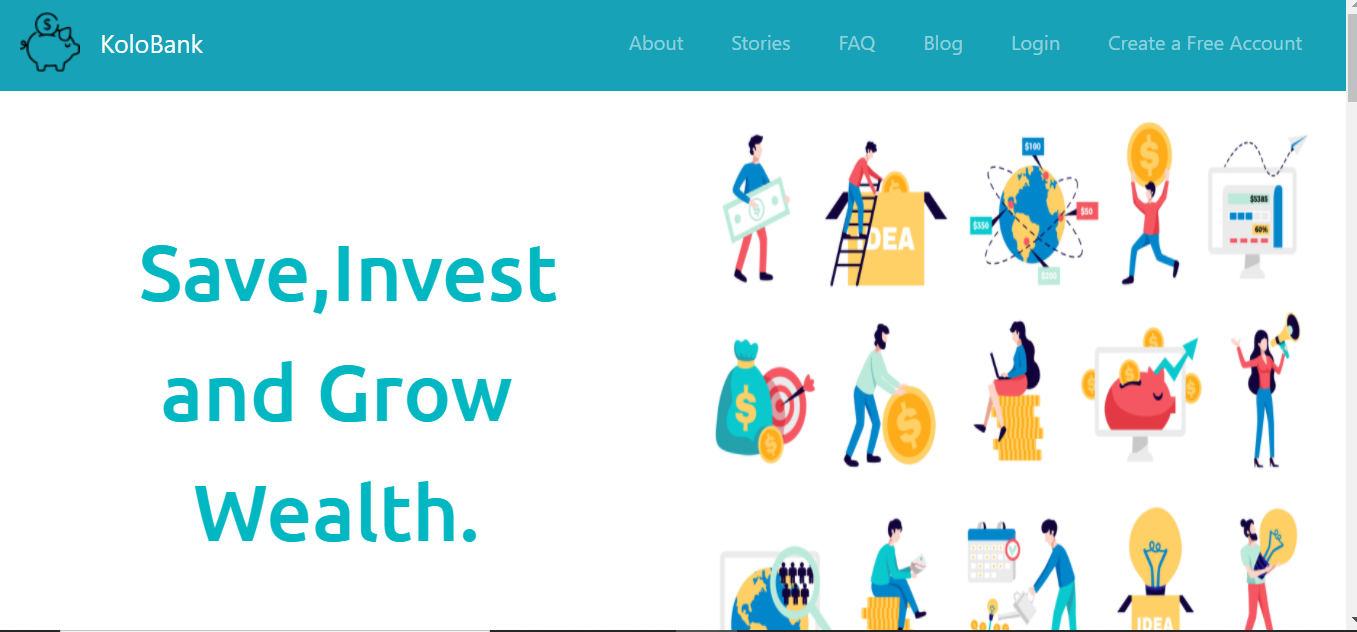 KoloBank
About
Stories
FAQ
Blog
Login
Create a Free Account
Save,Invest
and Grow
Wealth.
$100
$50
$350
$200
IDEA
$5385
60%
IDEA